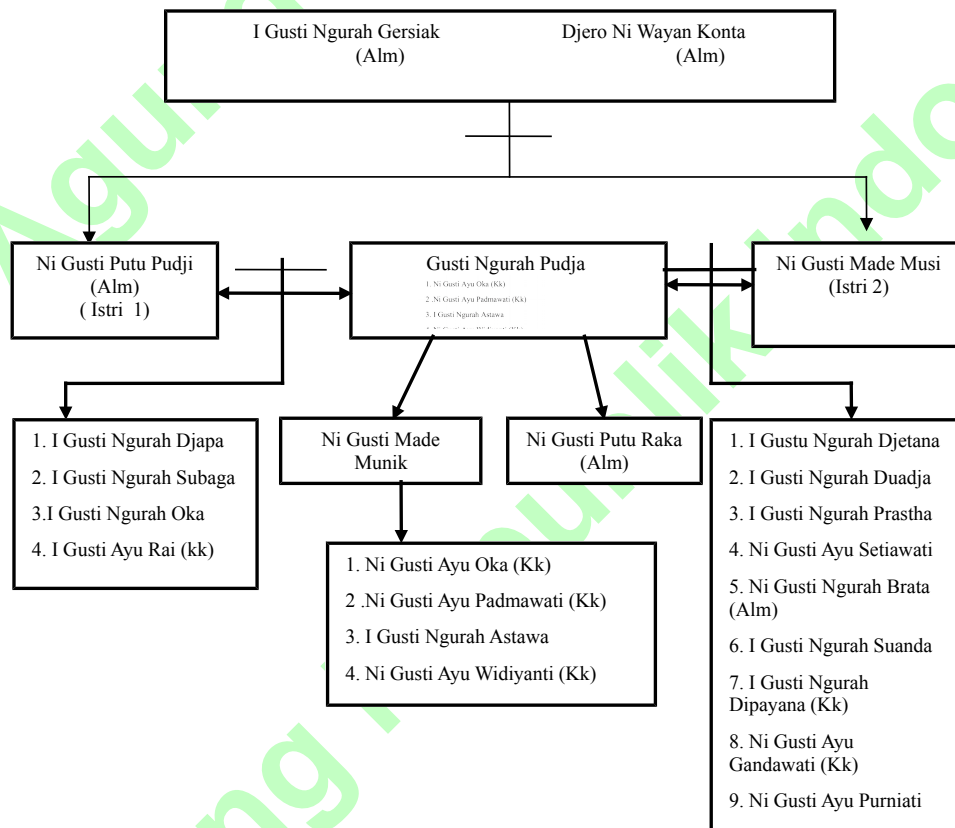 I Gusti Ngurah Gersiak Djero Ni Wayan Konta
(Alm) (Alm)
Ni Gusti Putu Pudji
(Alm)
( Istri 1)
Gusti Ngurah Pudja
1. Ni Gusti Ayu Oka (Kk)
2 .Ni Gusti Ayu Padmawati (Kk)
3. I Gusti Ngurah Astawa
Ni Gusti Made Musi
(Istri 2)
1. I Gusti Ngurah Djapa
2. I Gusti Ngurah Subaga
3.I Gusti Ngurah Oka
4. I Gusti Ayu Rai (kk)
Ni Gusti Made
Munik
Ni Gusti Putu Raka
(Alm)
1. Ni Gusti Ayu Oka (Kk)
2 .Ni Gusti Ayu Padmawati (Kk)
3. I Gusti Ngurah Astawa
4. Ni Gusti Ayu Widiyanti (Kk)
1. I Gustu Ngurah Djetana
2. I Gusti Ngurah Duadja
3. I Gusti Ngurah Prastha
4. Ni Gusti Ayu Setiawati
5. Ni Gusti Ngurah Brata
(Alm)
6. I Gusti Ngurah Suanda
7. I Gusti Ngurah
Dipayana (Kk)
8. Ni Gusti Ayu
Gandawati (Kk)
9. Ni Gusti Ayu Purniati